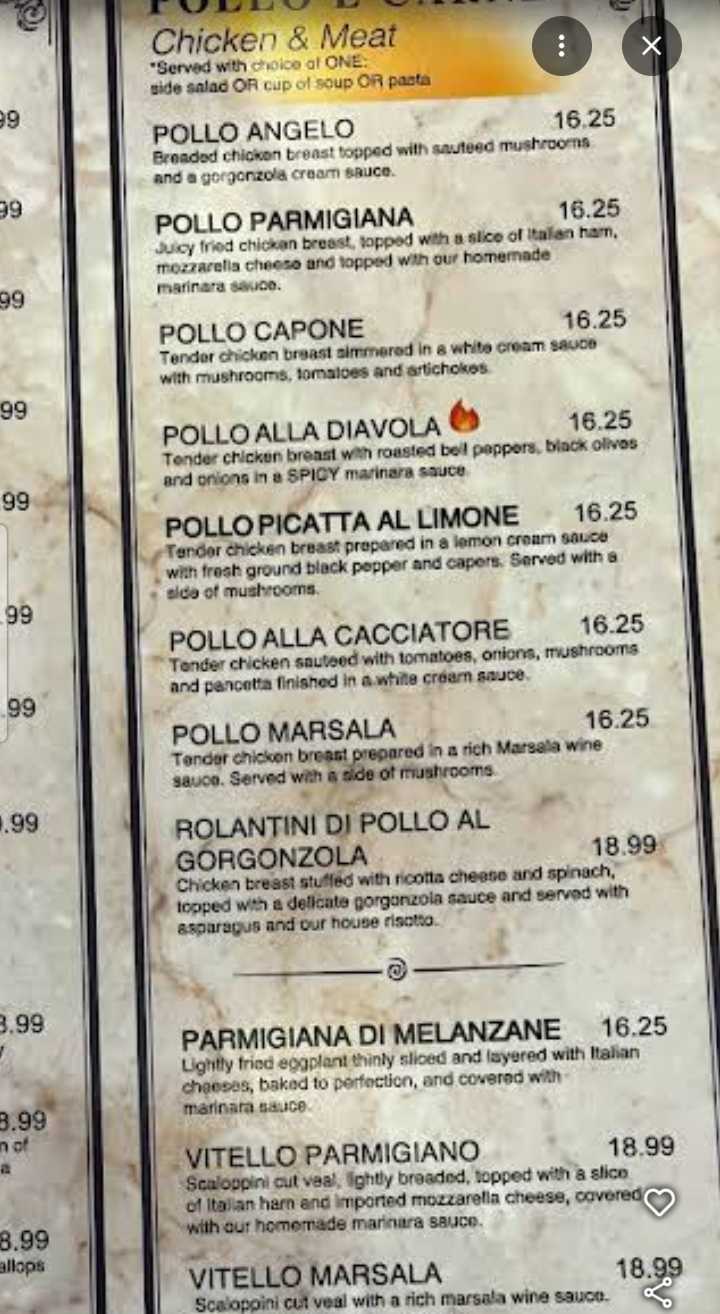 Chicken & Meat
*Served with choice of ONE:
side salad OR cup of soup OR pasta
POLLO ANGELO 16.25
Breaded chicken breast topped with sauteed mushrooms
and a gorgonzola cream sauce.
POLLO PARMIGIANA 16.25
Juicy fried chicken breast, topped with a slice of Italian ham,
mozzarella cheese and topped with our homemade
marinara sauce.
POLLO CAPONE 16.25
Tender chicken breast simmered in a white cream sauce
with mushrooms, tomatoes and artichokes.
POLLO ALLA DIAVOLA 16.25
Tender chicken breast with roasted bell peppers, black olives
and onions in a SPICY marinara sauce.
POLLO PICATTA AL LIMONE 16.25
Tender chicken breast prepared in a lemon cream sauce
with fresh ground black pepper and capers. Served with a
side of mushrooms.
POLLO ALLA CACCIATORE 16.25
Tender chicken sauteed with tomatoes, onions, mushrooms
and pancetta finished in a white cream sauce.
POLLO MARSALA 16.25
Tender chicken breast prepared in a rich Marsala wine
sauce. Served with a side of mushrooms.
ROLANTINI DI POLLO AL
GORGONZOLA 18.99
Chicken breast stuffed with ricotta cheese and spinach,
topped with a delicate gorgonzola sauce and served with
asparagus and our house risotto.
PARMIGIANA DI MELANZANE 16.25
Lightly fried eggplant thinly sliced and layered with Italian
cheeses, baked to perfection, and covered with
marinara sauce.
VITELLO PARMIGIANO 18.99
Scaloppini cut veal, lightly breaded, topped with a slice
of Italian ham and imported mozzarella cheese, covered
with our homemade marinara sauce.
VITELLO MARSALA 18.99
Scaloppini cut veal with a rich marsala wine sauce.